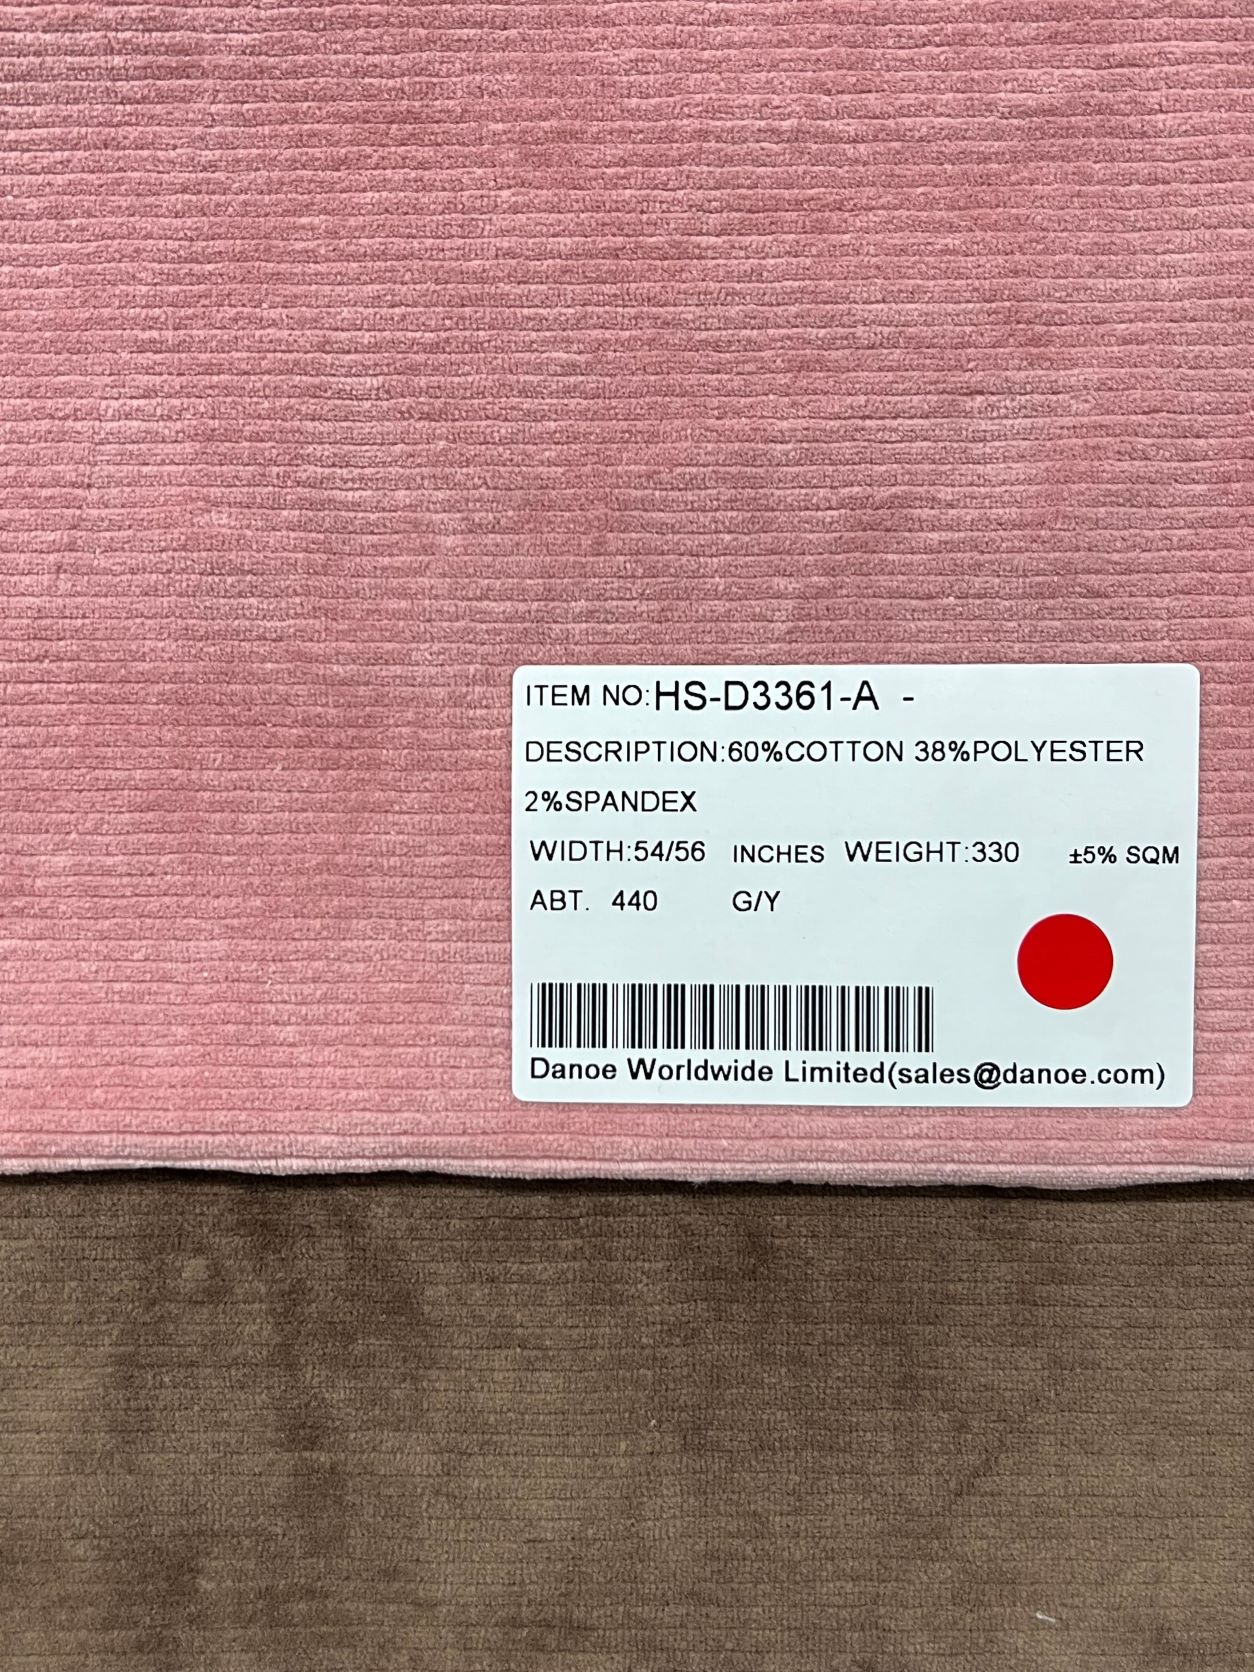 ITEM NO:HS-D3361-A -
DESCRIPTION:60%COTTON 38%POLYESTER
2%SPANDEX
WIDTH:54/56 INCHES WEIGHT:330 ±5% SQM
ABT. 440 G/Y
Danoe Worldwide Limited(sales@danoe.com)